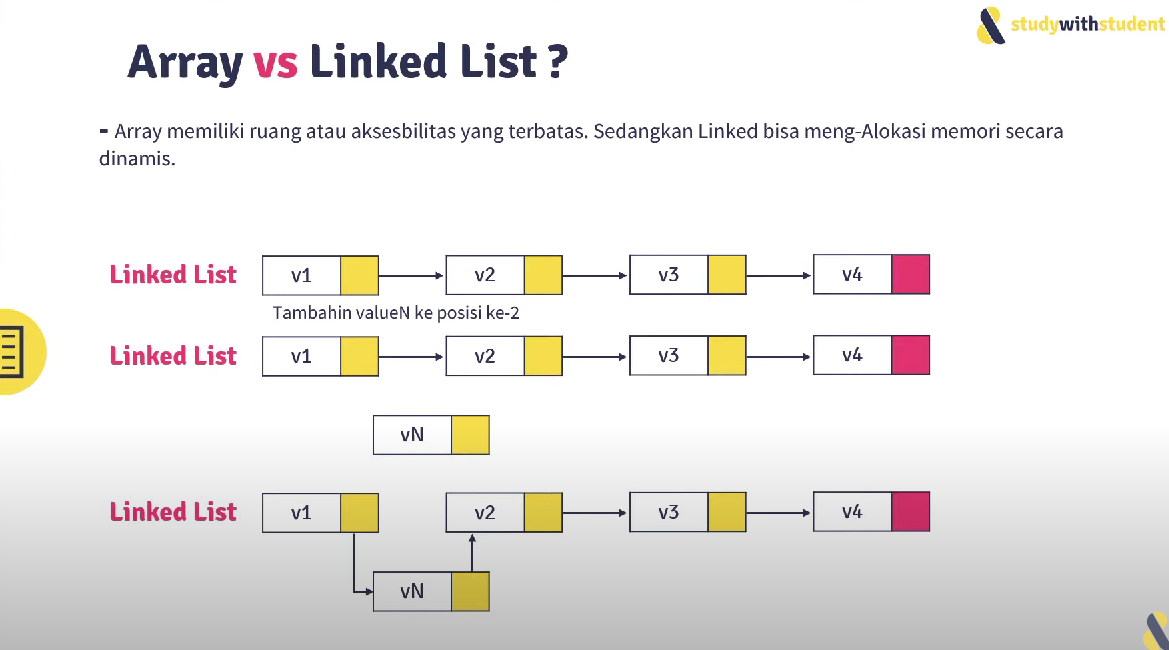 studywithstudent
Array vs Linked List ?
- Array memiliki ruang atau aksesbilitas yang terbatas. Sedangkan Linked bisa meng-Alokasi memori secara
dinamis.
Linked List v1 v2 v3 v4
Tambahin valueN ke posisi ke-2
Linked List v1 v2 v3 v4
vN
Linked List v1 v2 v3 v4
vN